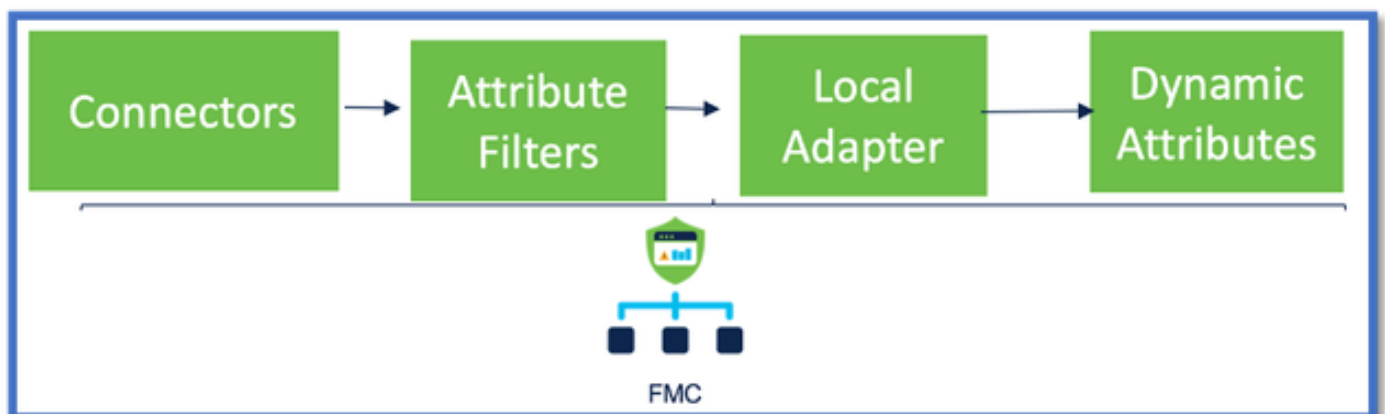 Connectors
Attribute
Filters
Local
Adapter
Dynamic
Attributes
FMC